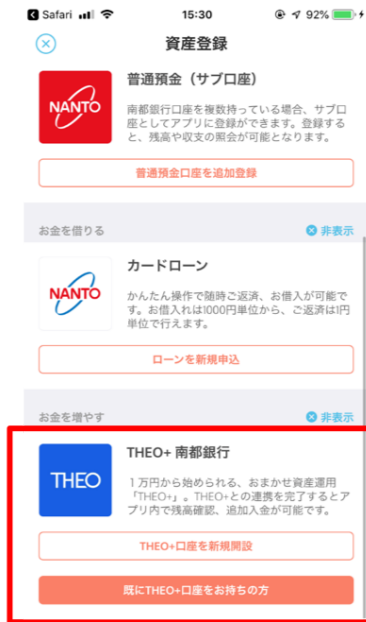 Safari 15:30 92%
資産登録
普通預金（サブ口座）
NANTO
南都銀行口座を複数持っている場合、サブ口
座としてアプリに登録ができます。登録する
と、残高や収支の照会が可能となります。
普通預金口座を追加登録
お金を借りる 非表示
カードローン
NANTO
かんたん操作で随時ご返済、お借入が可能で
す。お借入れは1000円単位から、ご返済は1円
単位で行えます。
ローンを新規申込
お金を増やす 非表示
THEO+ 南都銀行
THEO
１万円から始められる、おまかせ資産運用
「THEO+」。THEO+との連携を完了するとア
プリ内で残高確認、追加入金が可能です。
THEO+口座を新規開設
既にTHEO+口座をお持ちの方